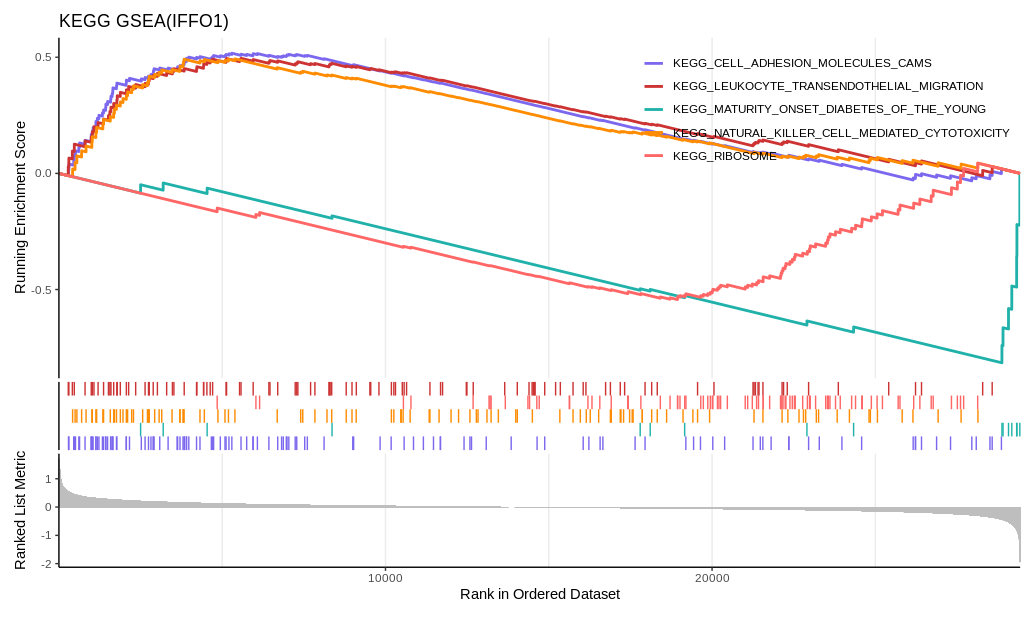 KEGG GSEA(IFFO1)
Running Enrichment Score
0.5
0.0
-0.5
KEGG_CELL_ADHESION_MOLECULES_CAMS
KEGG_LEUKOCYTE_TRANSENDOTHELIAL_MIGRATION
KEGG_MATURITY_ONSET_DIABETES_OF_THE_YOUNG
KEGG_NATURAL_KILLER_CELL_MEDIATED_CYTOTOXICITY
KEGG_RIBOSOME
Ranked List Metric
1
0
-1
-2
10000 20000
Rank in Ordered Dataset